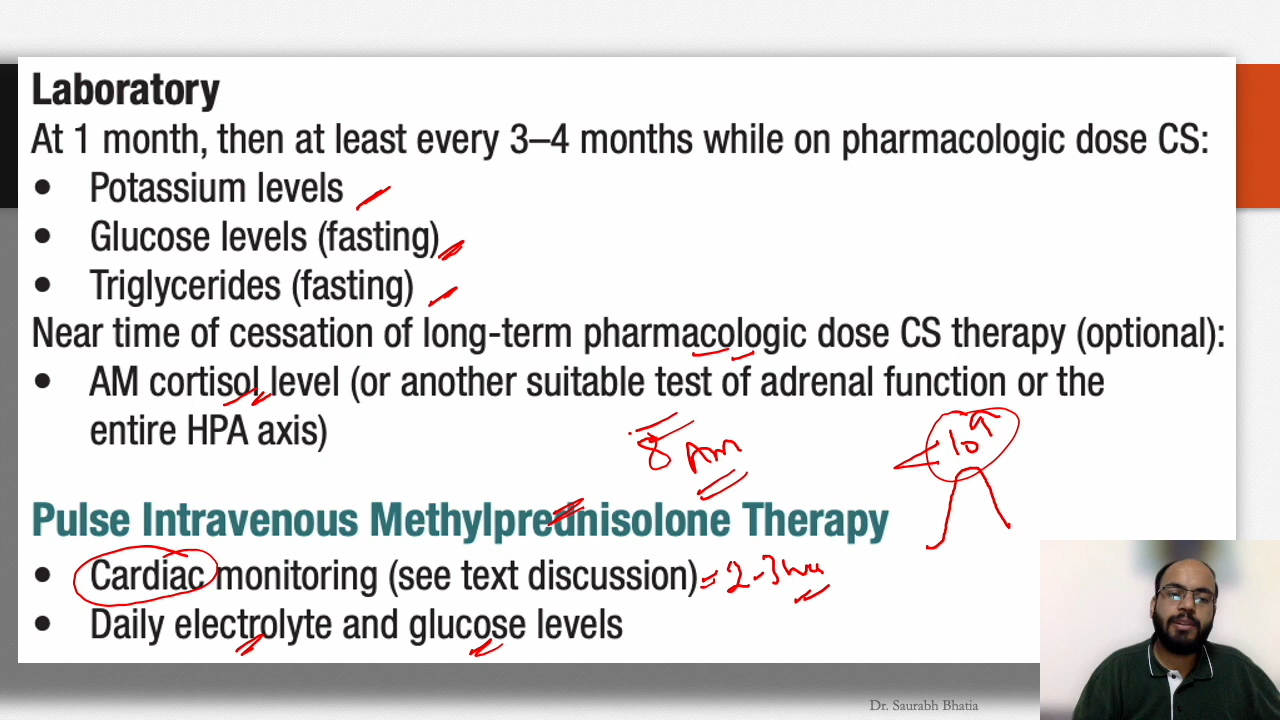 Laboratory
At 1 month, then at least every 3–4 months while on pharmacologic dose CS:
• Potassium levels
• Glucose levels (fasting)
• Triglycerides (fasting)
Near time of cessation of long-term pharmacologic dose CS therapy (optional):
• AM cortisol level (or another suitable test of adrenal function or the
entire HPA axis)
8 AM
10
Pulse Intravenous Methylprednisolone Therapy
• Cardiac monitoring (see text discussion) = 2-3
• Daily electrolyte and glucose levels
Dr. Saurabh Bhatia